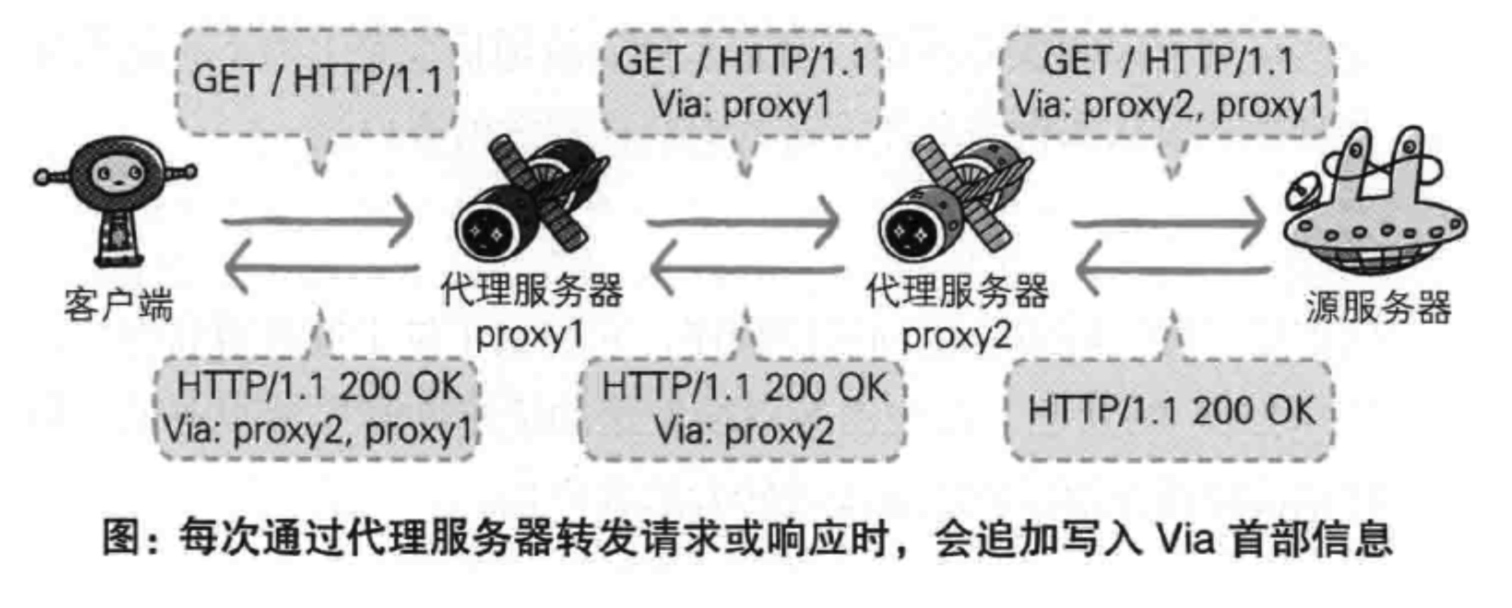 GET / HTTP/1.1
GET / HTTP/1.1
Via: proxy1
GET / HTTP/1.1
Via: proxy2, proxy1
客户端
代理服务器
proxy1
代理服务器
proxy2
源服务器
HTTP/1.1 200 OK
Via: proxy2, proxy1
HTTP/1.1 200 OK
Via: proxy2
HTTP/1.1 200 OK
图：每次通过代理服务器转发请求或响应时，会追加写入 Via 首部信息